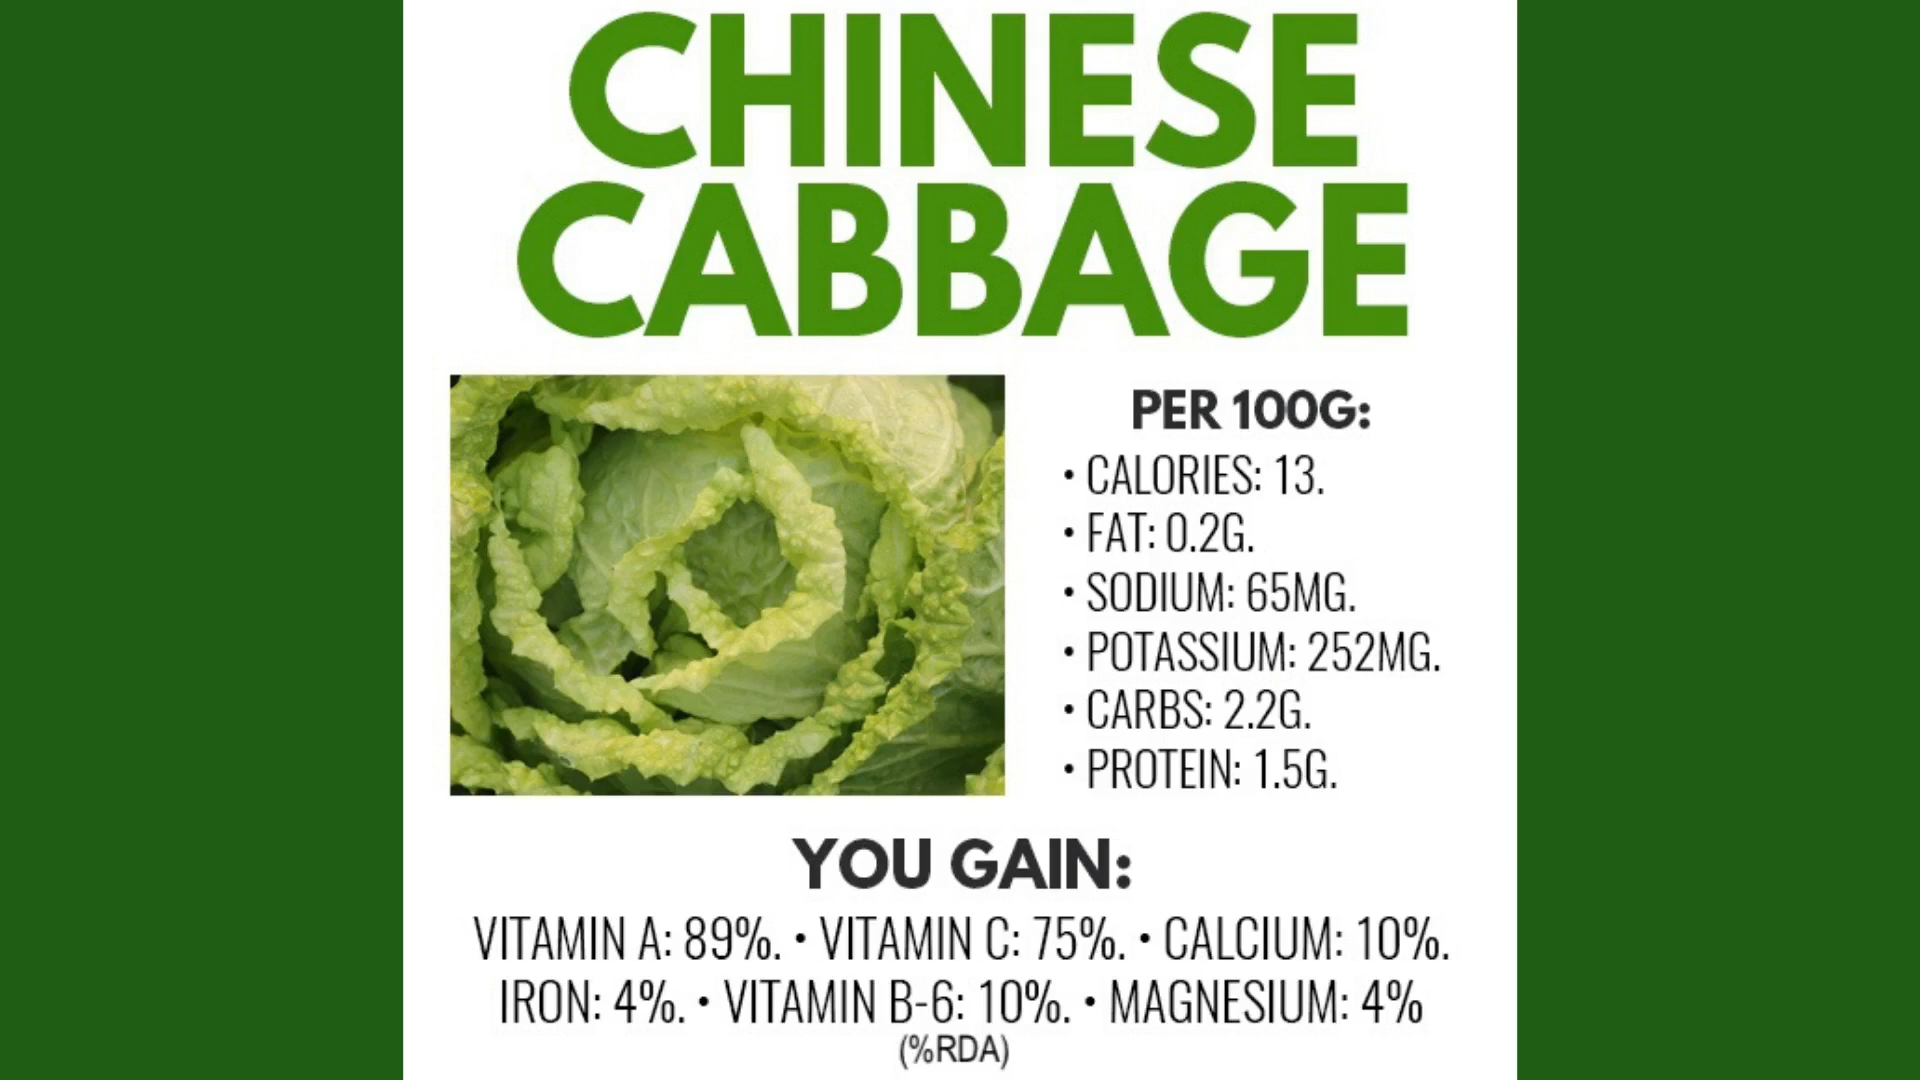 CHINESE
CABBAGE
PER 100G:
• CALORIES: 13.
• FAT: 0.2G.
• SODIUM: 65MG.
• POTASSIUM: 252MG.
• CARBS: 2.2G.
• PROTEIN: 1.5G.
YOU GAIN:
VITAMIN A: 89%. • VITAMIN C: 75%. • CALCIUM: 10%.
IRON: 4%. • VITAMIN B-6: 10%. • MAGNESIUM: 4%
(%RDA)